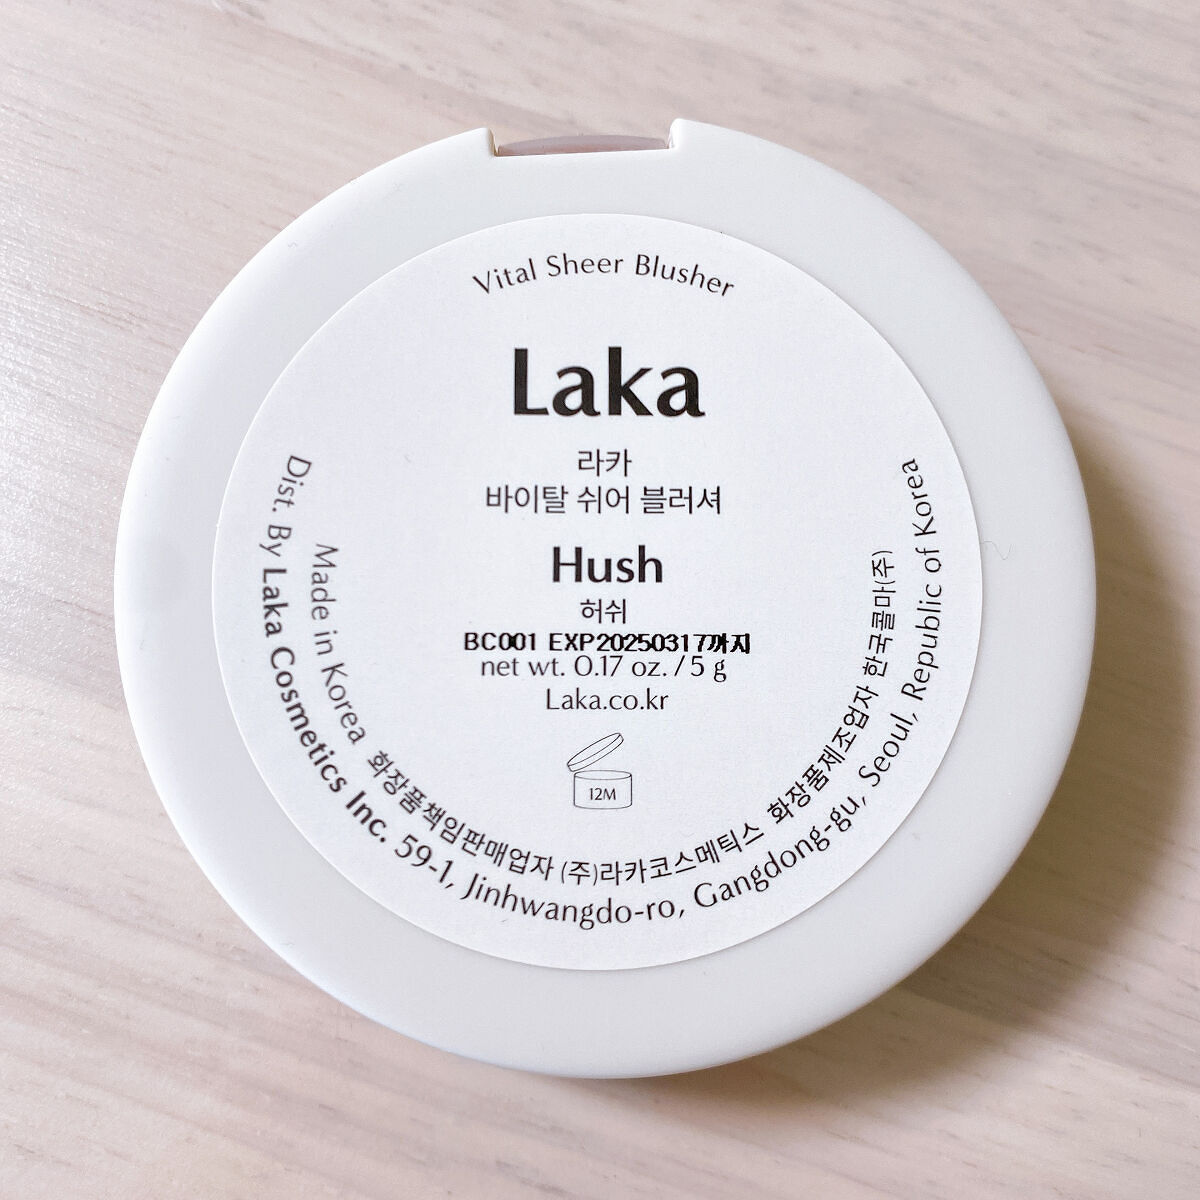 Vital Sheer Blusher
Laka
라카
바이탈 쉬어 블러셔
Hush
허쉬
BC001 EXP20250317까지
net wt. 0.17 oz. / 5 g
Laka.co.kr
12M
Made in Korea 화장품책임판매업자 (주)라카코스메틱스 화장품제조업자 한국콜마(주)
Dist. By Laka Cosmetics Inc. 59-1, Jinhwangdo-ro, Gangdong-gu, Seoul, Republic of Korea